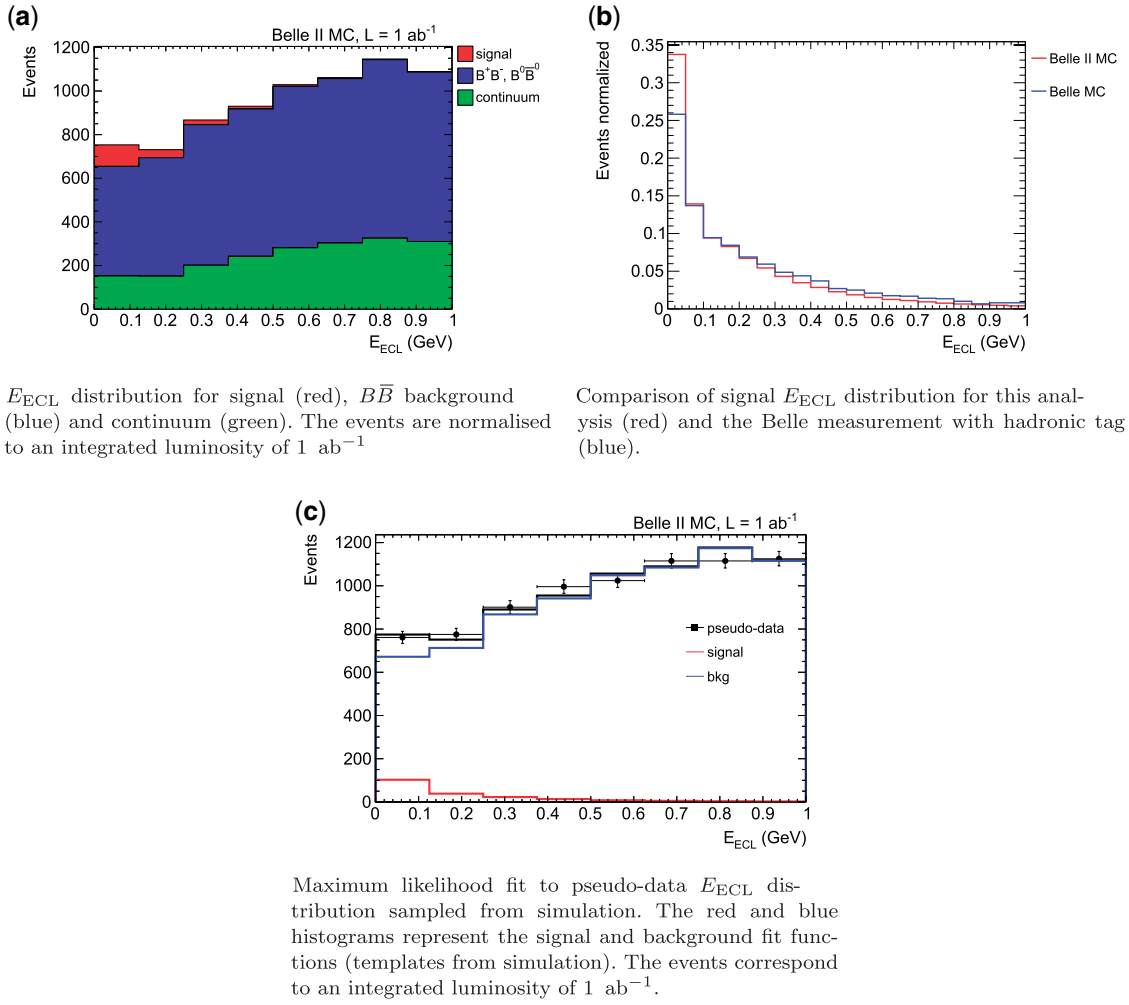 (a)
Belle II MC, L = 1 ab⁻¹
Events
1200
1000
800
600
400
200
0
0 0.1 0.2 0.3 0.4 0.5 0.6 0.7 0.8 0.9 1
E_ECL (GeV)
signal
B⁺B⁻, B⁰B̅⁰
continuum
E_ECL distribution for signal (red), BB̅ background
(blue) and continuum (green). The events are normalised
to an integrated luminosity of 1 ab⁻¹
(b)
Events normalized
0.35
0.3
0.25
0.2
0.15
0.1
0.05
0
0 0.1 0.2 0.3 0.4 0.5 0.6 0.7 0.8 0.9 1
E_ECL (GeV)
Belle II MC
Belle MC
Comparison of signal E_ECL distribution for this anal-
ysis (red) and the Belle measurement with hadronic tag
(blue).
(c)
Belle II MC, L = 1 ab⁻¹
Events
1200
1000
800
600
400
200
0
0 0.1 0.2 0.3 0.4 0.5 0.6 0.7 0.8 0.9 1
E_ECL (GeV)
pseudo-data
signal
bkg
Maximum likelihood fit to pseudo-data E_ECL dis-
tribution sampled from simulation. The red and blue
histograms represent the signal and background fit func-
tions (templates from simulation). The events correspond
to an integrated luminosity of 1 ab⁻¹.